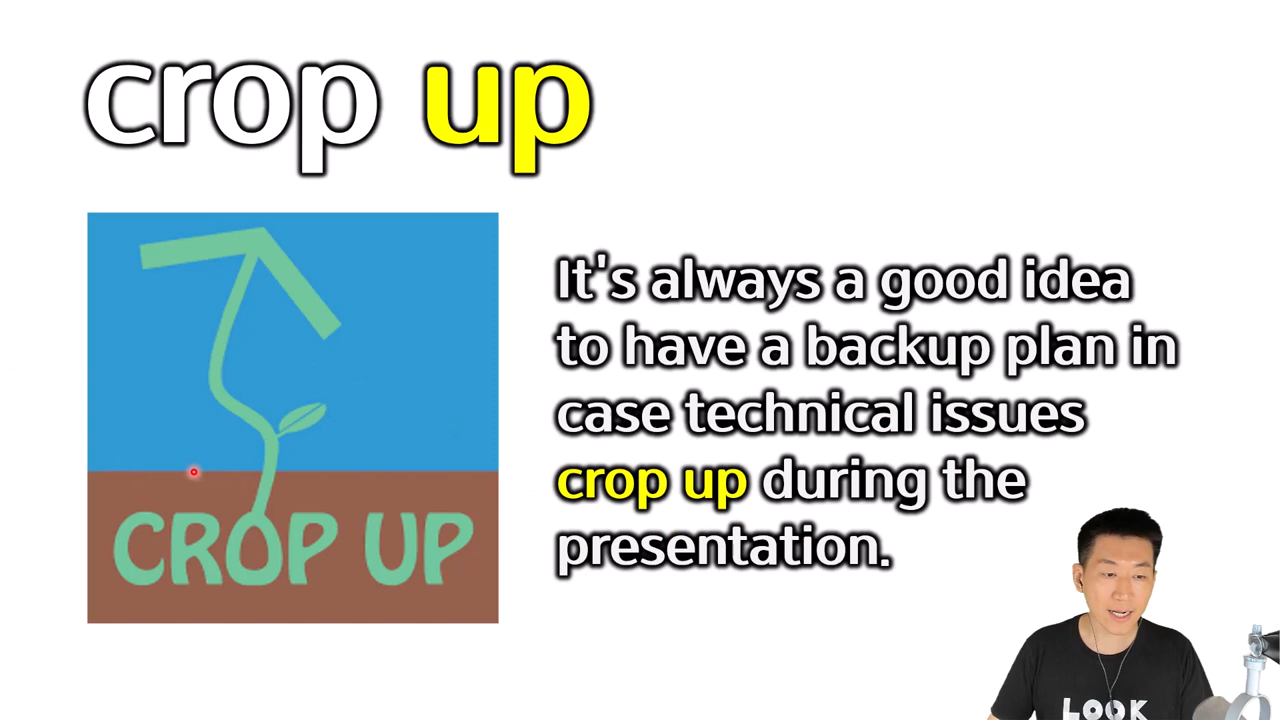 crop up
CROP UP
It's always a good idea
to have a backup plan in
case technical issues
crop up during the
presentation.
LOOK